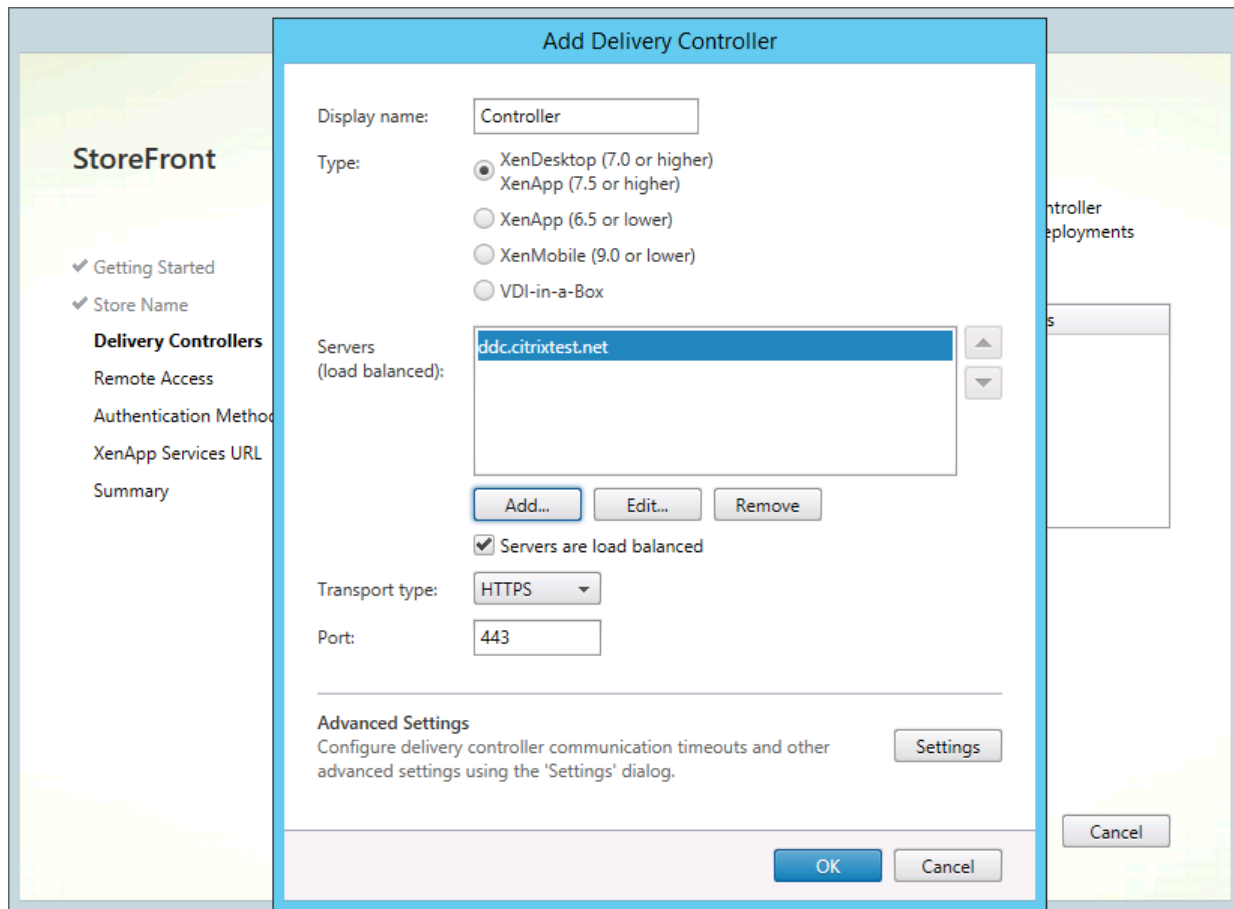 Add Delivery Controller
StoreFront
Getting Started
Store Name
Delivery Controllers
Remote Access
Authentication
XenApp Services URL
Summary
Display name:
Controller
Type:
XenDesktop (7.0 or higher)
XenApp (7.5 or higher)
XenApp (6.5 or lower)
XenMobile (9.0 or lower)
VDI-in-a-Box
Servers
(load balanced):
ddc.citrixtest.net
Add...
Edit...
Remove
Servers are load balanced
Transport type:
HTTPS
Port:
443
Advanced Settings
Configure delivery controller communication timeouts and other
advanced settings using the 'Settings' dialog.
Settings
OK
Cancel
ntroller
eployments
s
Cancel